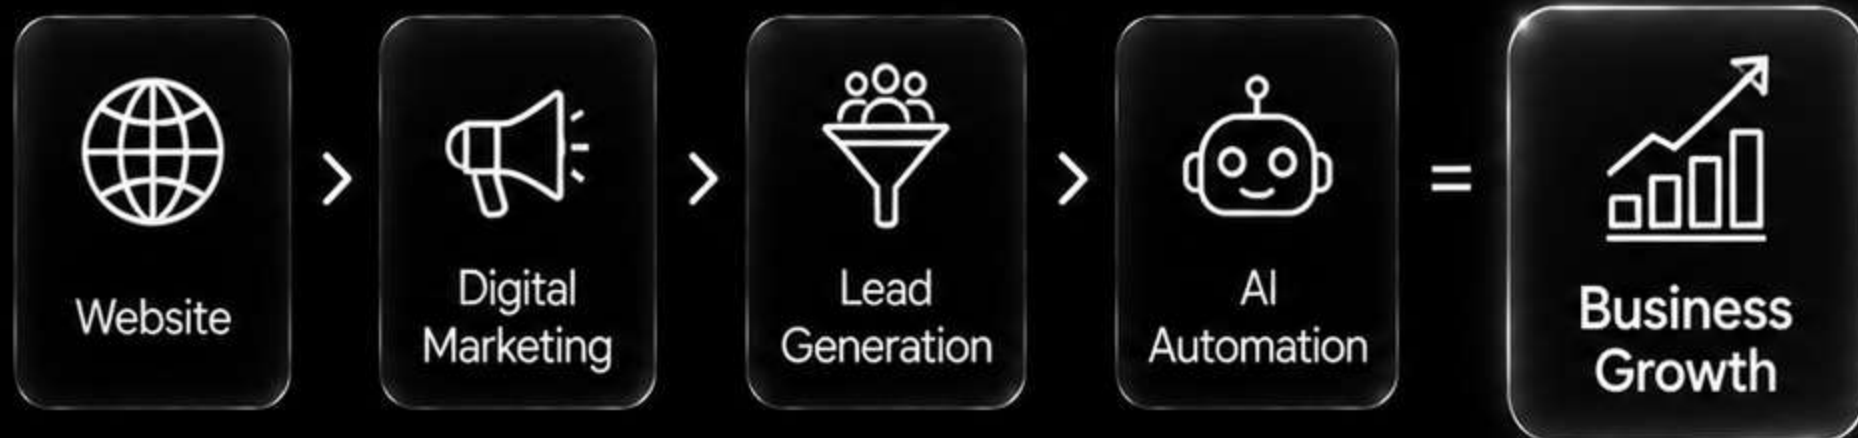 Website
>
Digital
Marketing
>
Lead
Generation
>
AI
Automation
=
Business
Growth